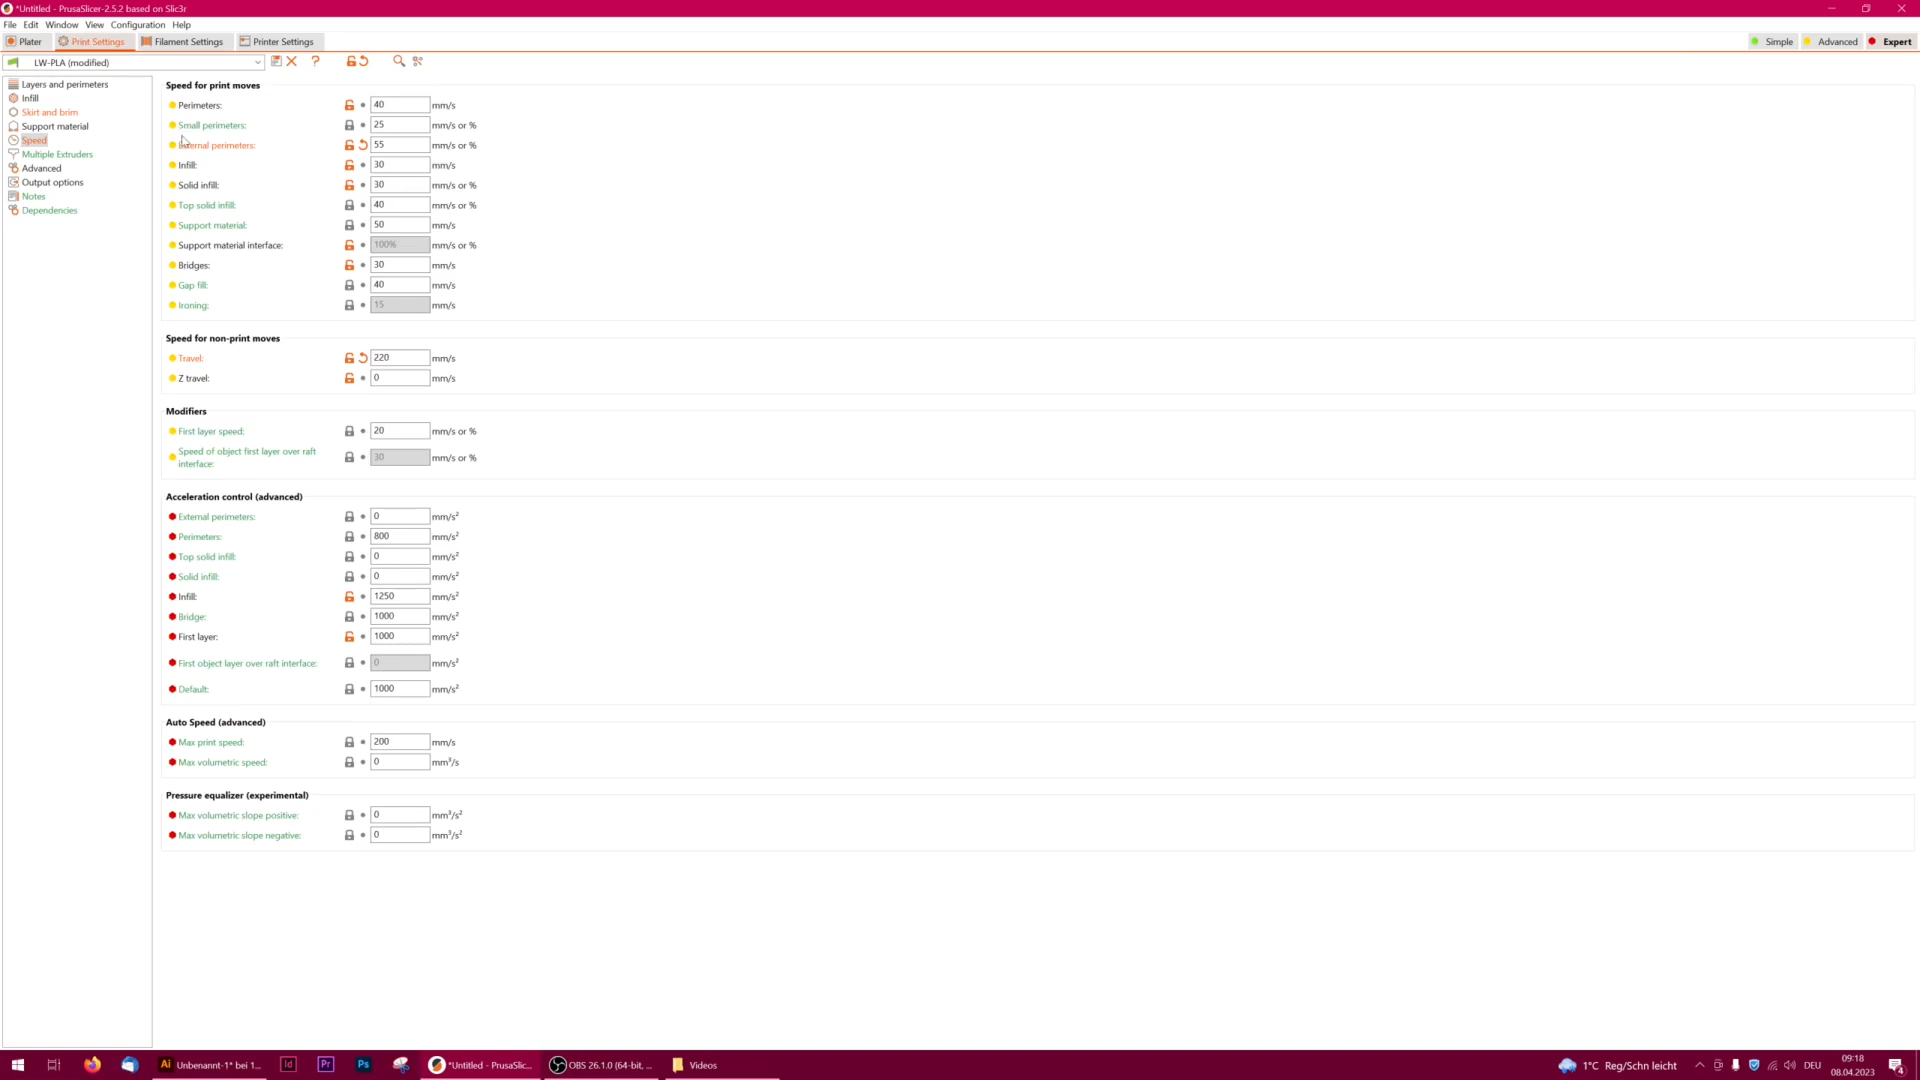 *Untitled - PrusaSlicer-2.5.2 based on Slic3r
File Edit Window View Configuration Help
Plater Print Settings Filament Settings Printer Settings Simple Advanced Expert
LW-PLA (modified)
Layers and perimeters
Infill
Skirt and brim
Support material
Speed
Multiple Extruders
Advanced
Output options
Notes
Dependencies
Speed for print moves
Perimeters: 40 mm/s
Small perimeters: 25 mm/s or %
External perimeters: 55 mm/s or %
Infill: 30 mm/s
Solid infill: 30 mm/s or %
Top solid infill: 40 mm/s or %
Support material: 50 mm/s
Support material interface: 100% mm/s or %
Bridges: 30 mm/s
Gap fill: 40 mm/s
Ironing: 15 mm/s
Speed for non-print moves
Travel: 220 mm/s
Z travel: 0 mm/s
Modifiers
First layer speed: 20 mm/s or %
Speed of object first layer over raft
interface: 30 mm/s or %
Acceleration control (advanced)
External perimeters: 0 mm/s²
Perimeters: 800 mm/s²
Top solid infill: 0 mm/s²
Solid infill: 0 mm/s²
Infill: 1250 mm/s²
Bridge: 1000 mm/s²
First layer: 1000 mm/s²
First object layer over raft interface: 0 mm/s²
Default: 1000 mm/s²
Auto Speed (advanced)
Max print speed: 200 mm/s
Max volumetric speed: 0 mm³/s
Pressure equalizer (experimental)
Max volumetric slope positive: 0 mm³/s²
Max volumetric slope negative: 0 mm³/s²
Ai Unbenannt-1* bei 1... Id Pr Ps *Untitled - PrusaSlic... OBS 26.1.0 (64-bit, ... Videos 1°C Reg/Schn leicht DEU 09:18
08.04.2023 4